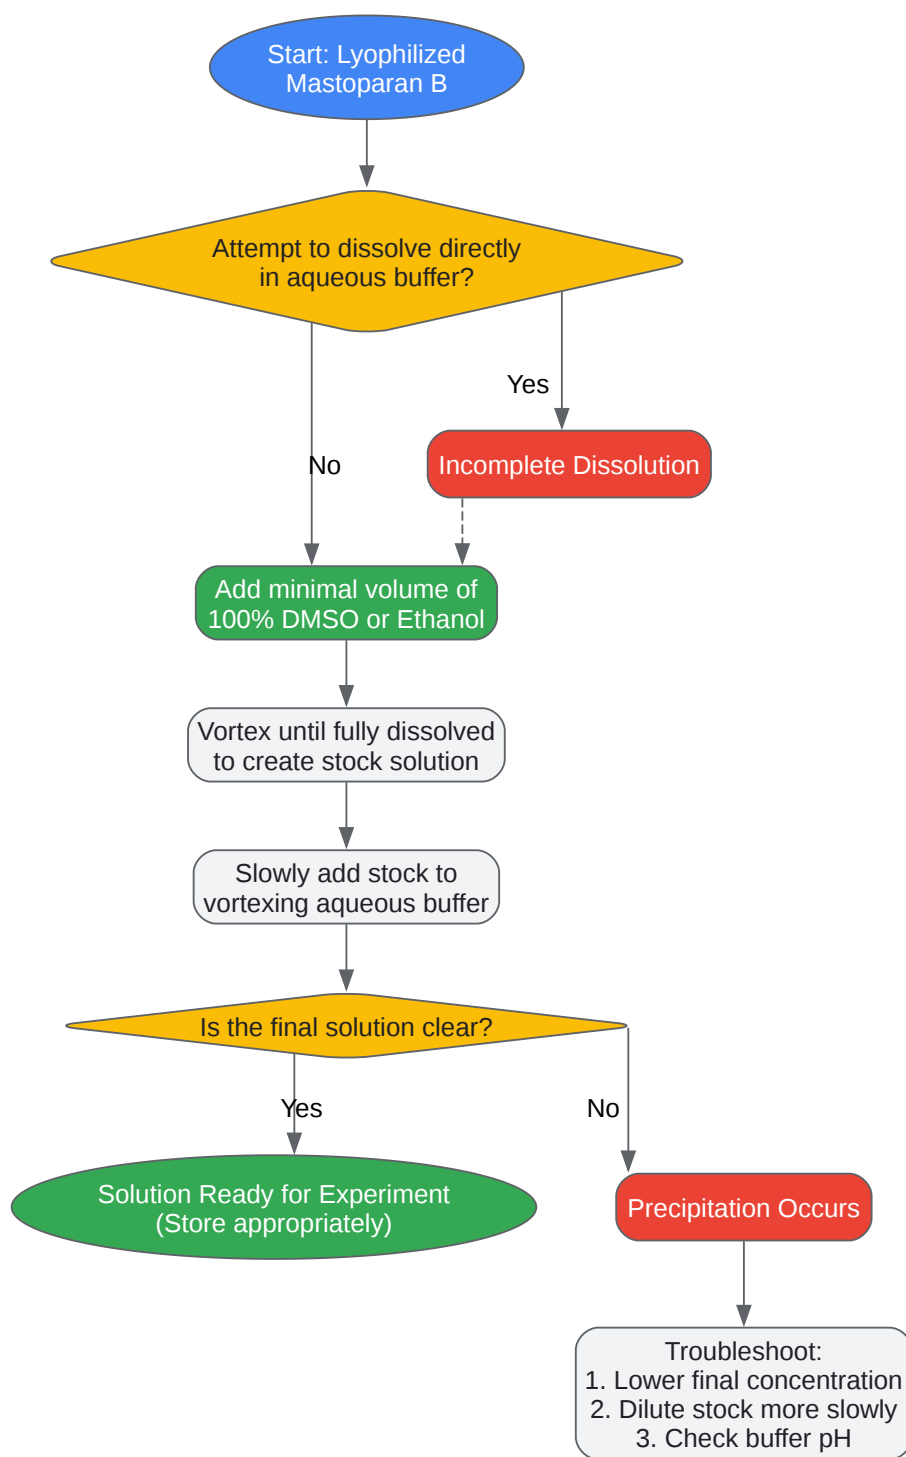 Start: Lyophilized
Mastoparan B
Attempt to dissolve directly
in aqueous buffer?
Yes
No
Incomplete Dissolution
Add minimal volume of
100% DMSO or Ethanol
Vortex until fully dissolved
to create stock solution
Slowly add stock to
vortexing aqueous buffer
Is the final solution clear?
Yes
No
Solution Ready for Experiment
(Store appropriately)
Precipitation Occurs
Troubleshoot:
1. Lower final concentration
2. Dilute stock more slowly
3. Check buffer pH